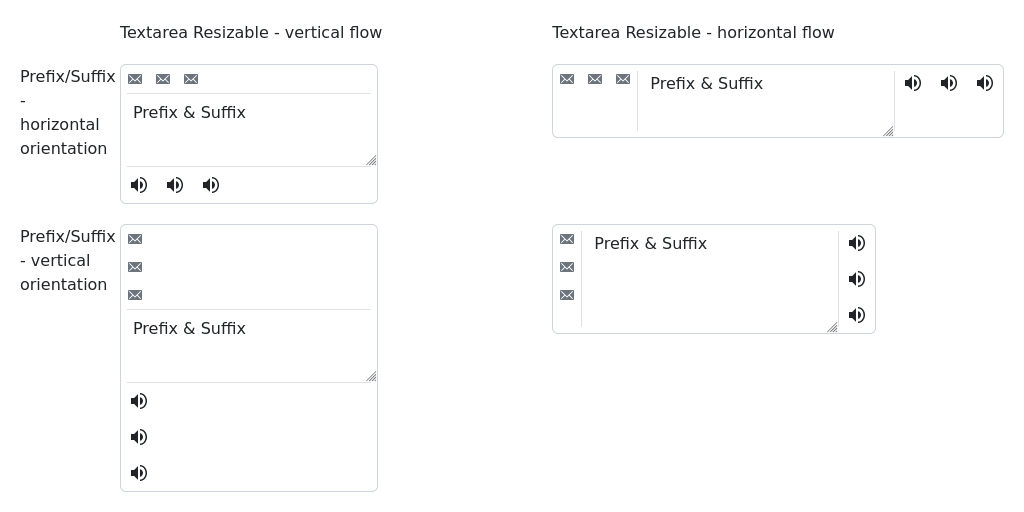 Textarea Resizable - vertical flow
Textarea Resizable - horizontal flow
Prefix/Suffix
-
horizontal
orientation
Prefix & Suffix
Prefix & Suffix
Prefix/Suffix
- vertical
orientation
Prefix & Suffix
Prefix & Suffix